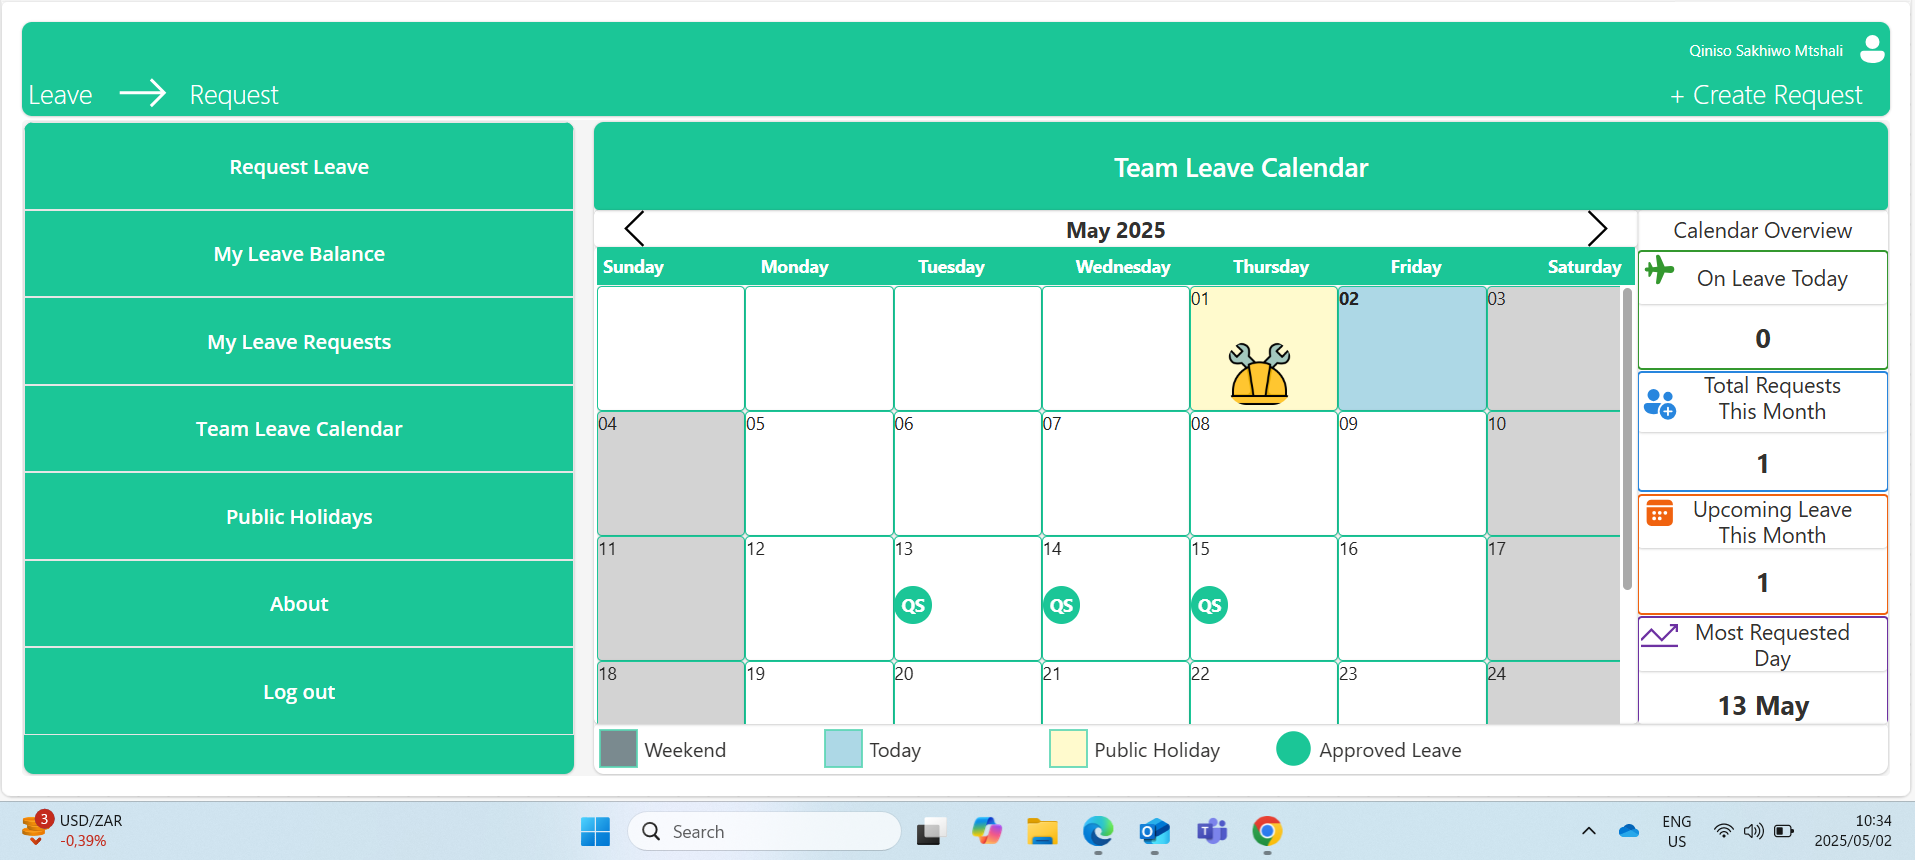 Qiniso Sakhiwo Mtshali
Leave Request
+ Create Request
Request Leave
My Leave Balance
My Leave Requests
Team Leave Calendar
Public Holidays
About
Log out
Team Leave Calendar
May 2025
Sunday Monday Tuesday Wednesday Thursday Friday Saturday
01 02 03
04 05 06 07 08 09 10
11 12 13 14 15 16 17
QS QS QS
18 19 20 21 22 23 24
Weekend Today Public Holiday Approved Leave
Calendar Overview
On Leave Today
0
Total Requests
This Month
1
Upcoming Leave
This Month
1
Most Requested
Day
13 May
3
USD/ZAR
-0,39%
Search
ENG
US
10:34
2025/05/02